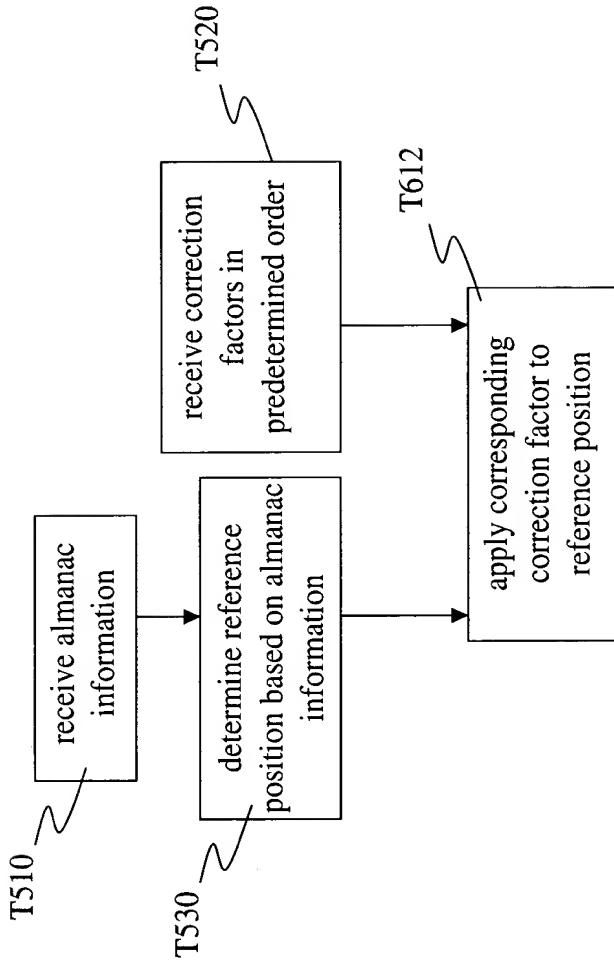 T510
receive almanac
information
T520
receive correction
factors in
predetermined order
T530
determine reference
position based on almanac
information
T612
apply corresponding
correction factor to
reference position